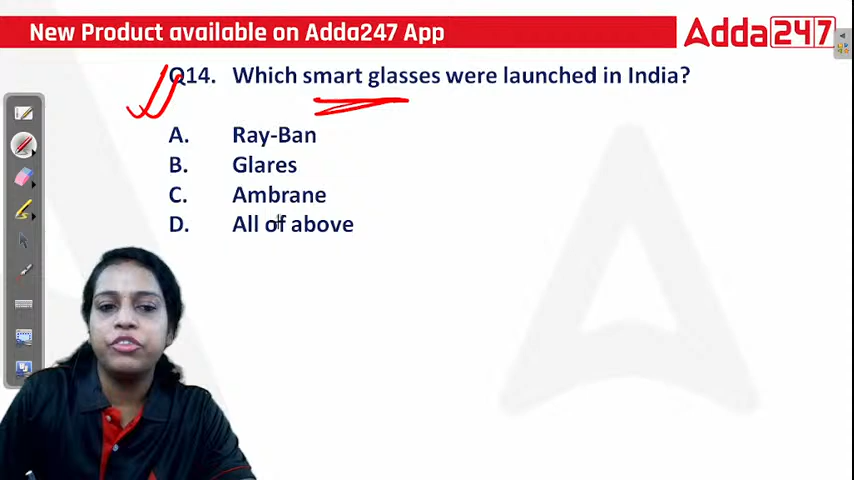 New Product available on Adda247 App
Adda247
Q14. Which smart glasses were launched in India?
A. Ray-Ban
B. Glares
C. Ambrane
D. All of above